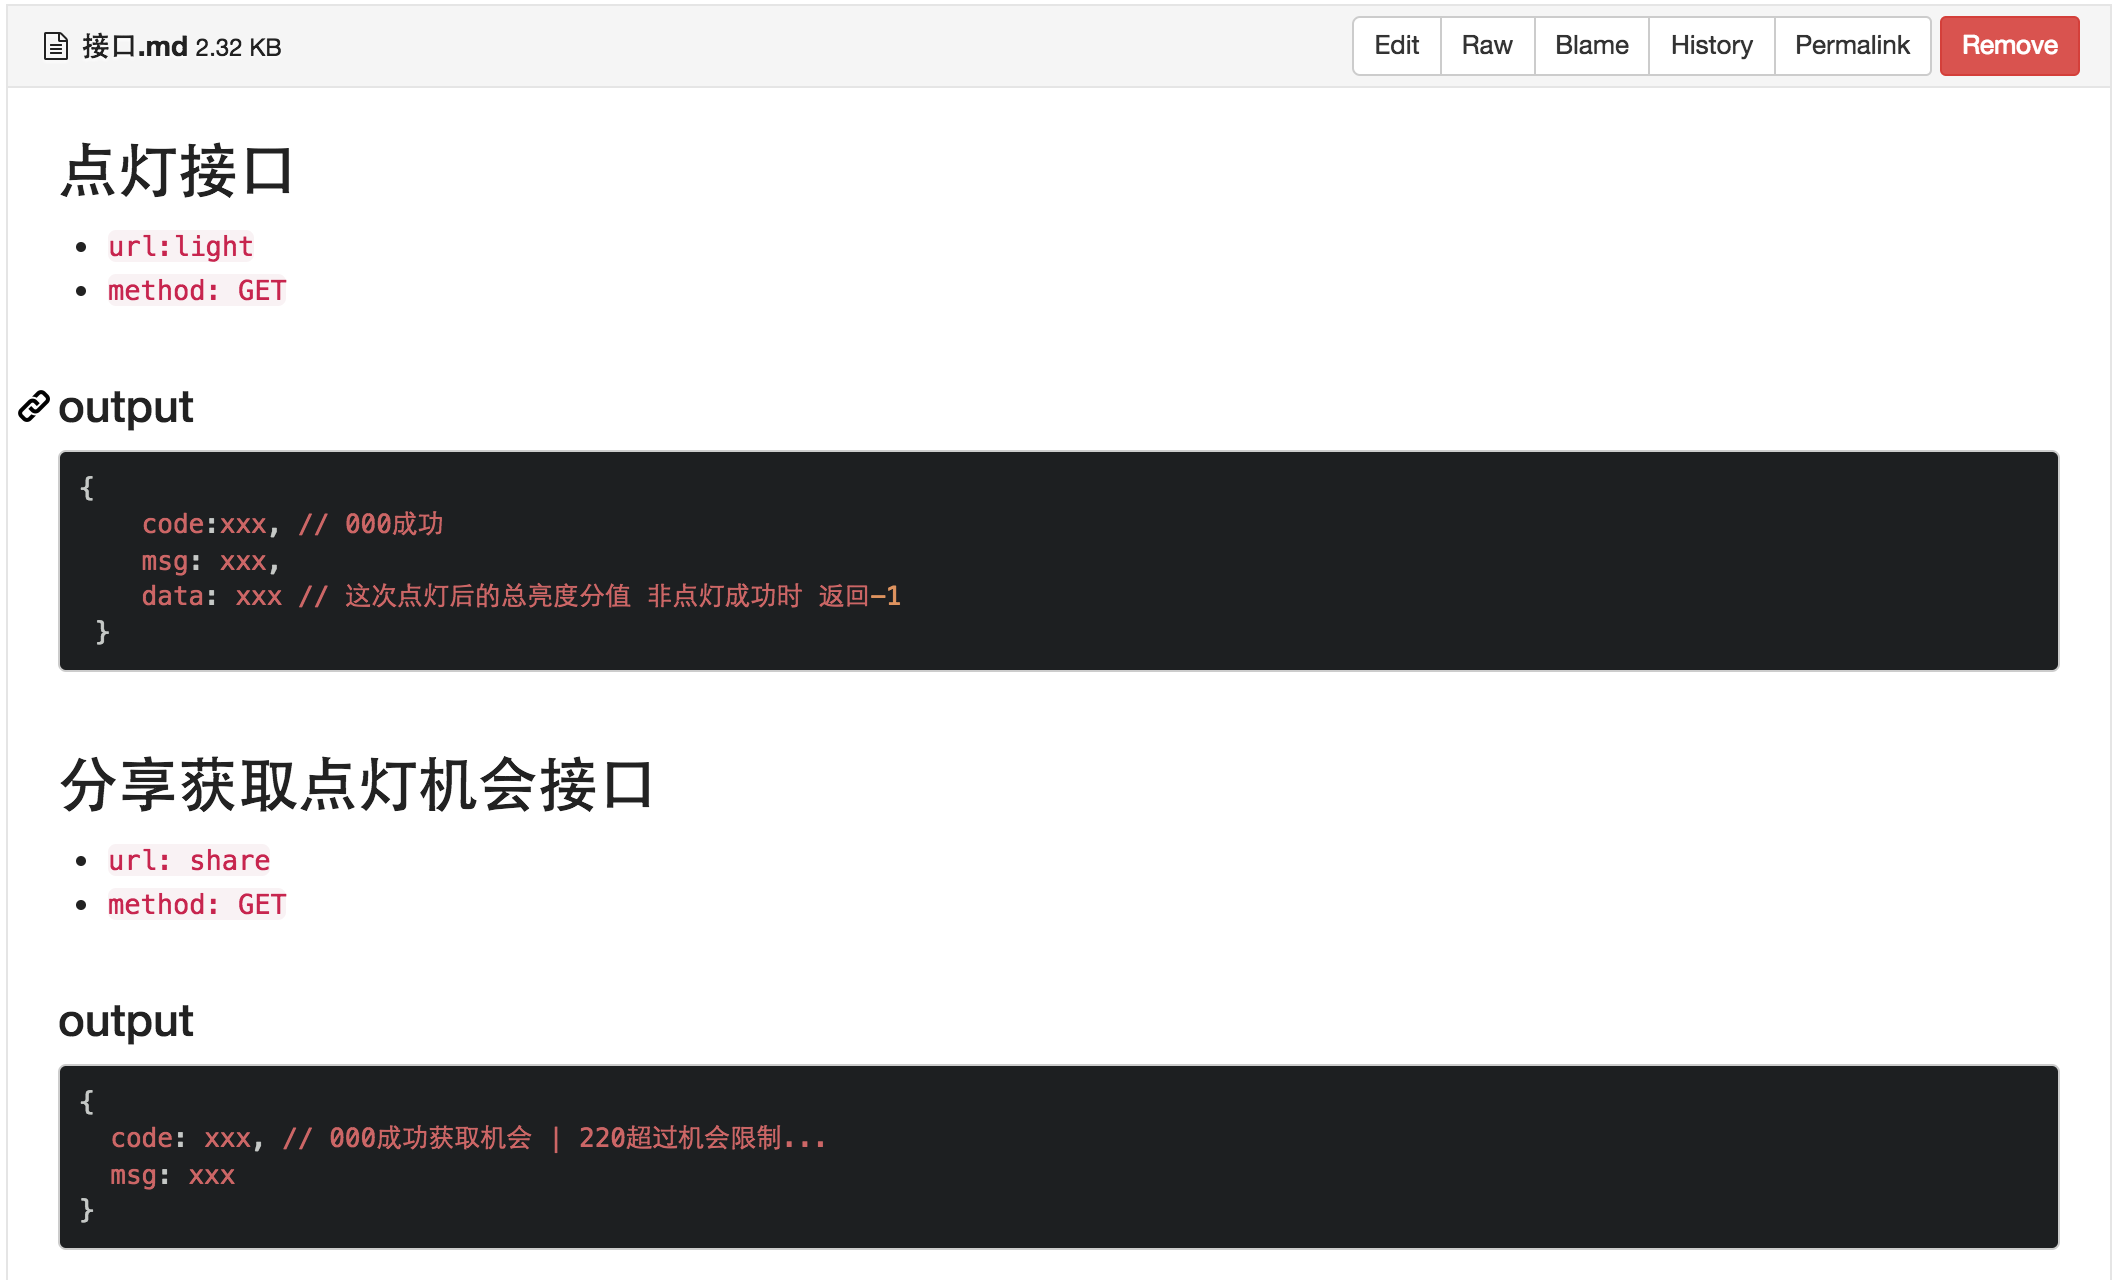 接口.md 2.32 KB Edit Raw Blame History Permalink Remove
点灯接口
url:light
method: GET
output
{
code:xxx, // 000成功
msg: xxx,
data: xxx // 这次点灯后的总亮度分值 非点灯成功时 返回-1
}
分享获取点灯机会接口
url: share
method: GET
output
{
code: xxx, // 000成功获取机会 | 220超过机会限制...
msg: xxx
}